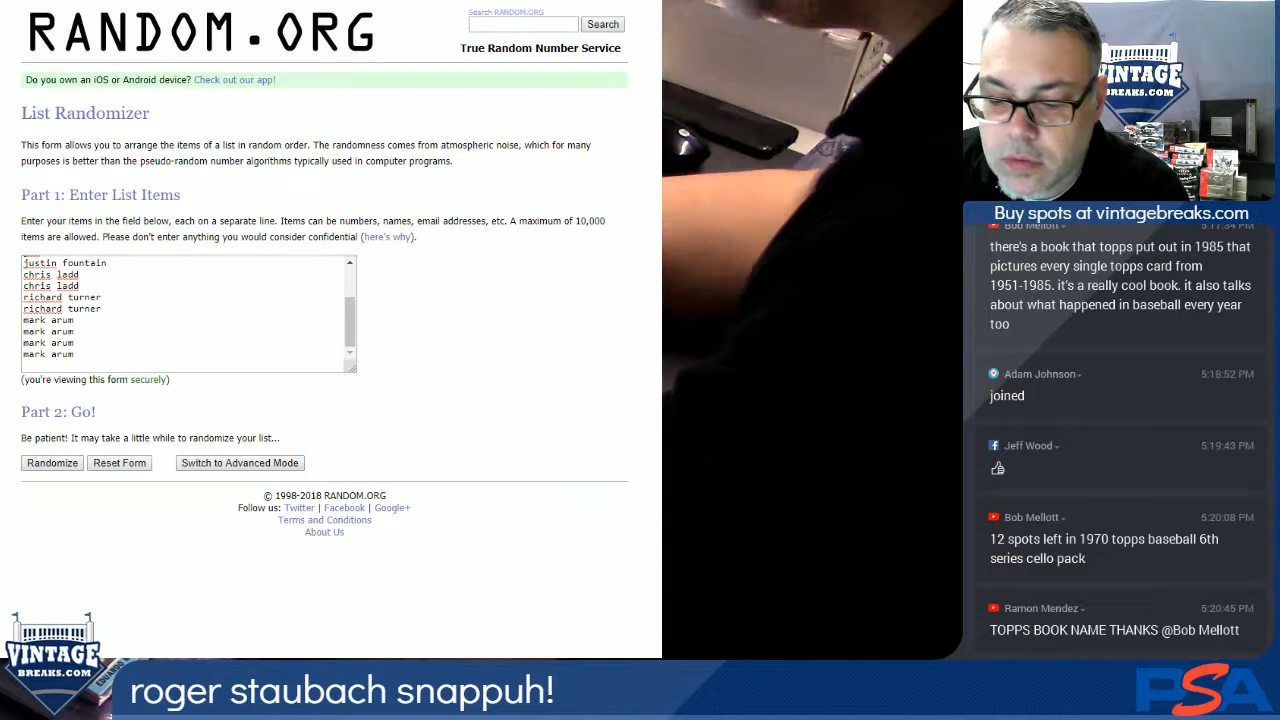 RANDOM.ORG
Search RANDOM.ORG
Search
True Random Number Service
Do you own an iOS or Android device? Check out our app!
List Randomizer
This form allows you to arrange the items of a list in random order. The randomness comes from atmospheric noise, which for many
purposes is better than the pseudo-random number algorithms typically used in computer programs.
Part 1: Enter List Items
Enter your items in the field below, each on a separate line. Items can be numbers, names, email addresses, etc. A maximum of 10,000
items are allowed. Please don't enter anything you would consider confidential (here's why).
justin fountain
chris ladd
chris ladd
richard turner
richard turner
mark arum
mark arum
mark arum
mark arum
(you're viewing this form securely)
Part 2: Go!
Be patient! It may take a little while to randomize your list...
Randomize
Reset Form
Switch to Advanced Mode
© 1998-2018 RANDOM.ORG
Follow us: Twitter | Facebook | Google+
Terms and Conditions
About Us
VINTAGE
BREAKS.COM
Buy spots at vintagebreaks.com
Bob Mellott 5:17:34 PM
there's a book that topps put out in 1985 that
pictures every single topps card from
1951-1985. it's a really cool book. it also talks
about what happened in baseball every year
too
Adam Johnson 5:18:52 PM
joined
Jeff Wood 5:19:43 PM
Bob Mellott 5:20:08 PM
12 spots left in 1970 topps baseball 6th
series cello pack
Ramon Mendez 5:20:45 PM
TOPPS BOOK NAME THANKS @Bob Mellott
VINTAGE
BREAKS.COM
roger staubach snappuh!
PSA